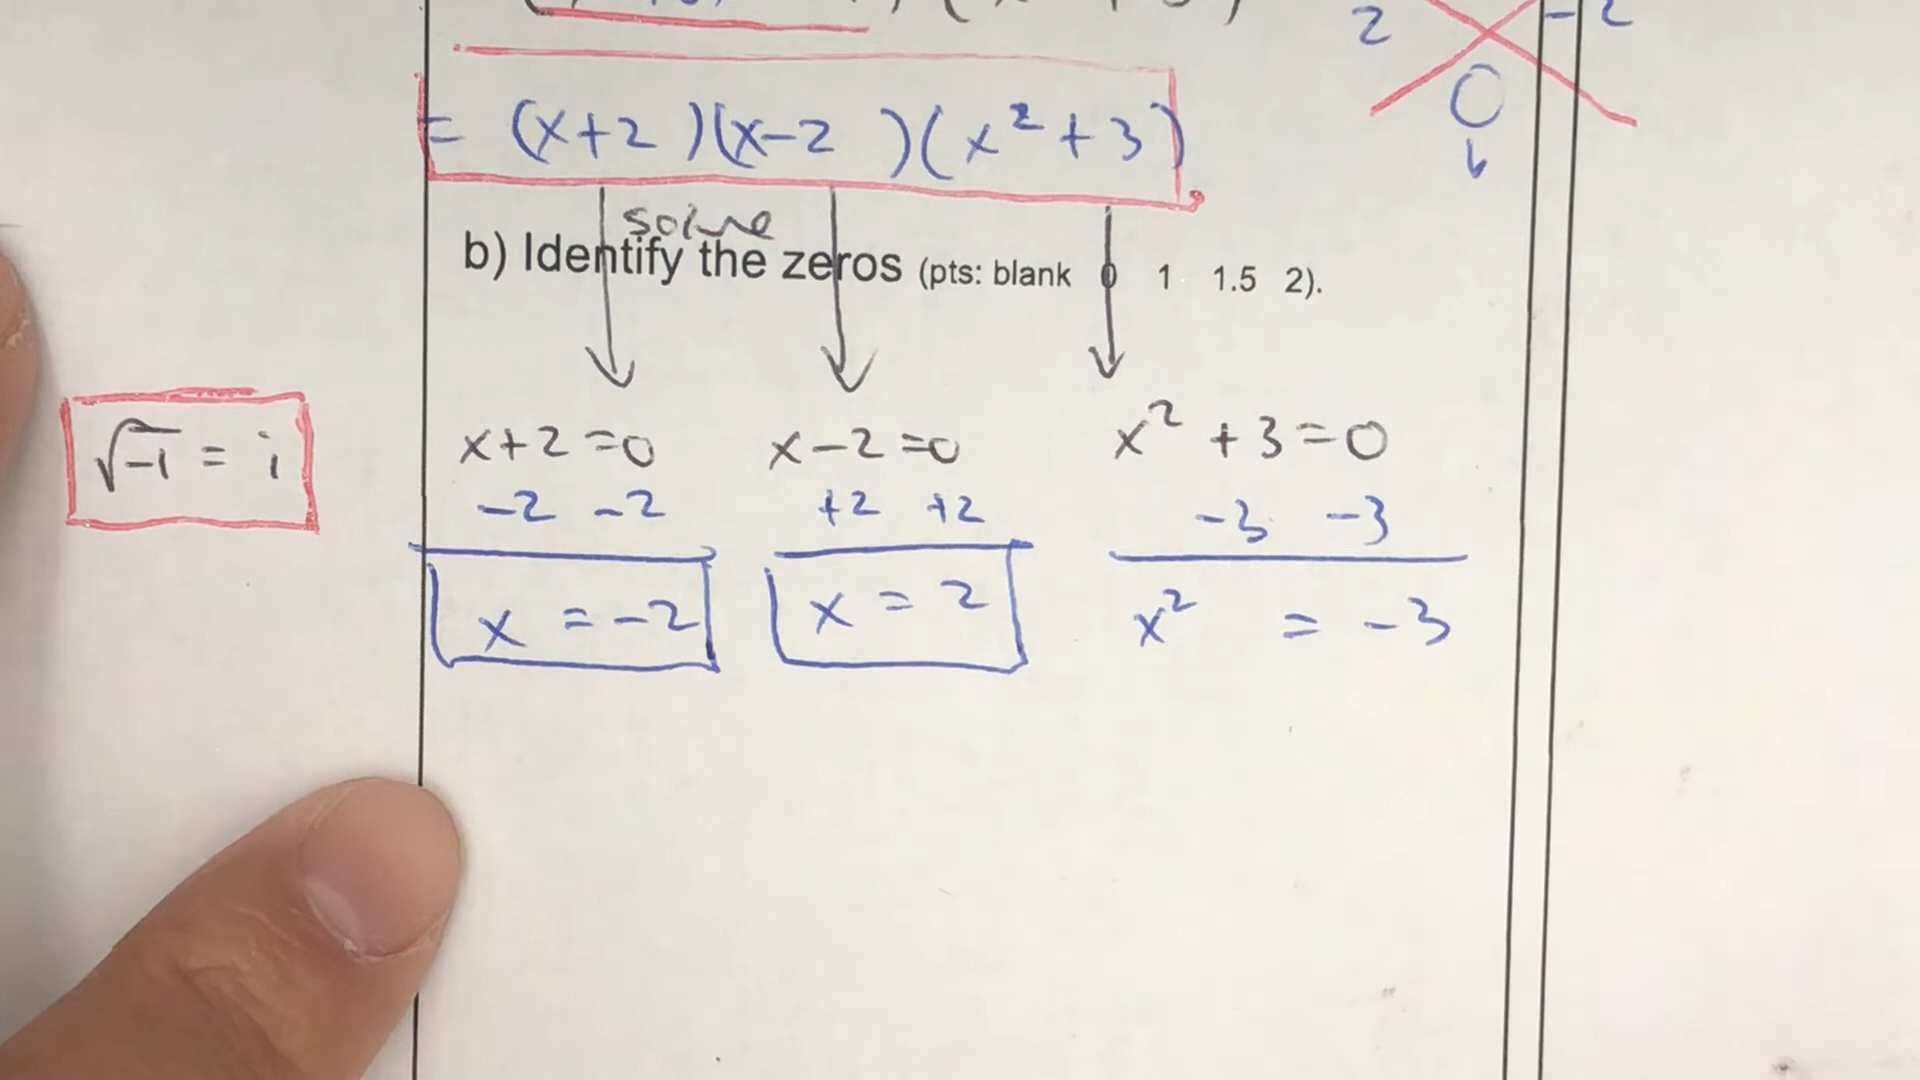 2 -2
0
= (x+2)(x-2)(x²+3)
solve
b) Identify the zeros (pts: blank 0 1 1.5 2).
√-1 = i
x+2=0 x-2=0 x²+3=0
-2 -2 +2 +2 -3 -3
x = -2 x = 2 x² = -3